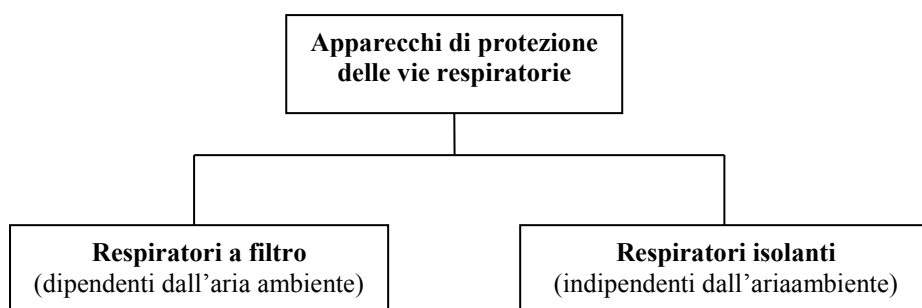 Apparecchi di protezione
delle vie respiratorie
Respiratori a filtro
(dipendenti dall’aria ambiente)
Respiratori isolanti
(indipendenti dall’ariaambiente)